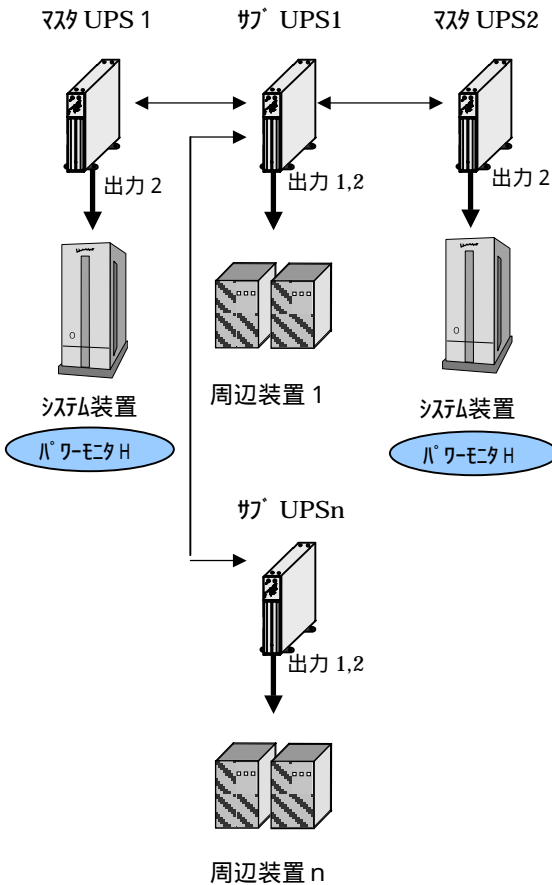 ﾏｽﾀ UPS 1
ｻﾌﾞ UPS1
ﾏｽﾀ UPS2
出力 2
出力 1,2
出力 2
周辺装置 1
ｼｽﾃﾑ装置
ｼｽﾃﾑ装置
ﾊﾟﾜｰﾓﾆﾀ H
ﾊﾟﾜｰﾓﾆﾀ H
ｻﾌﾞ UPSn
出力 1,2
周辺装置 n